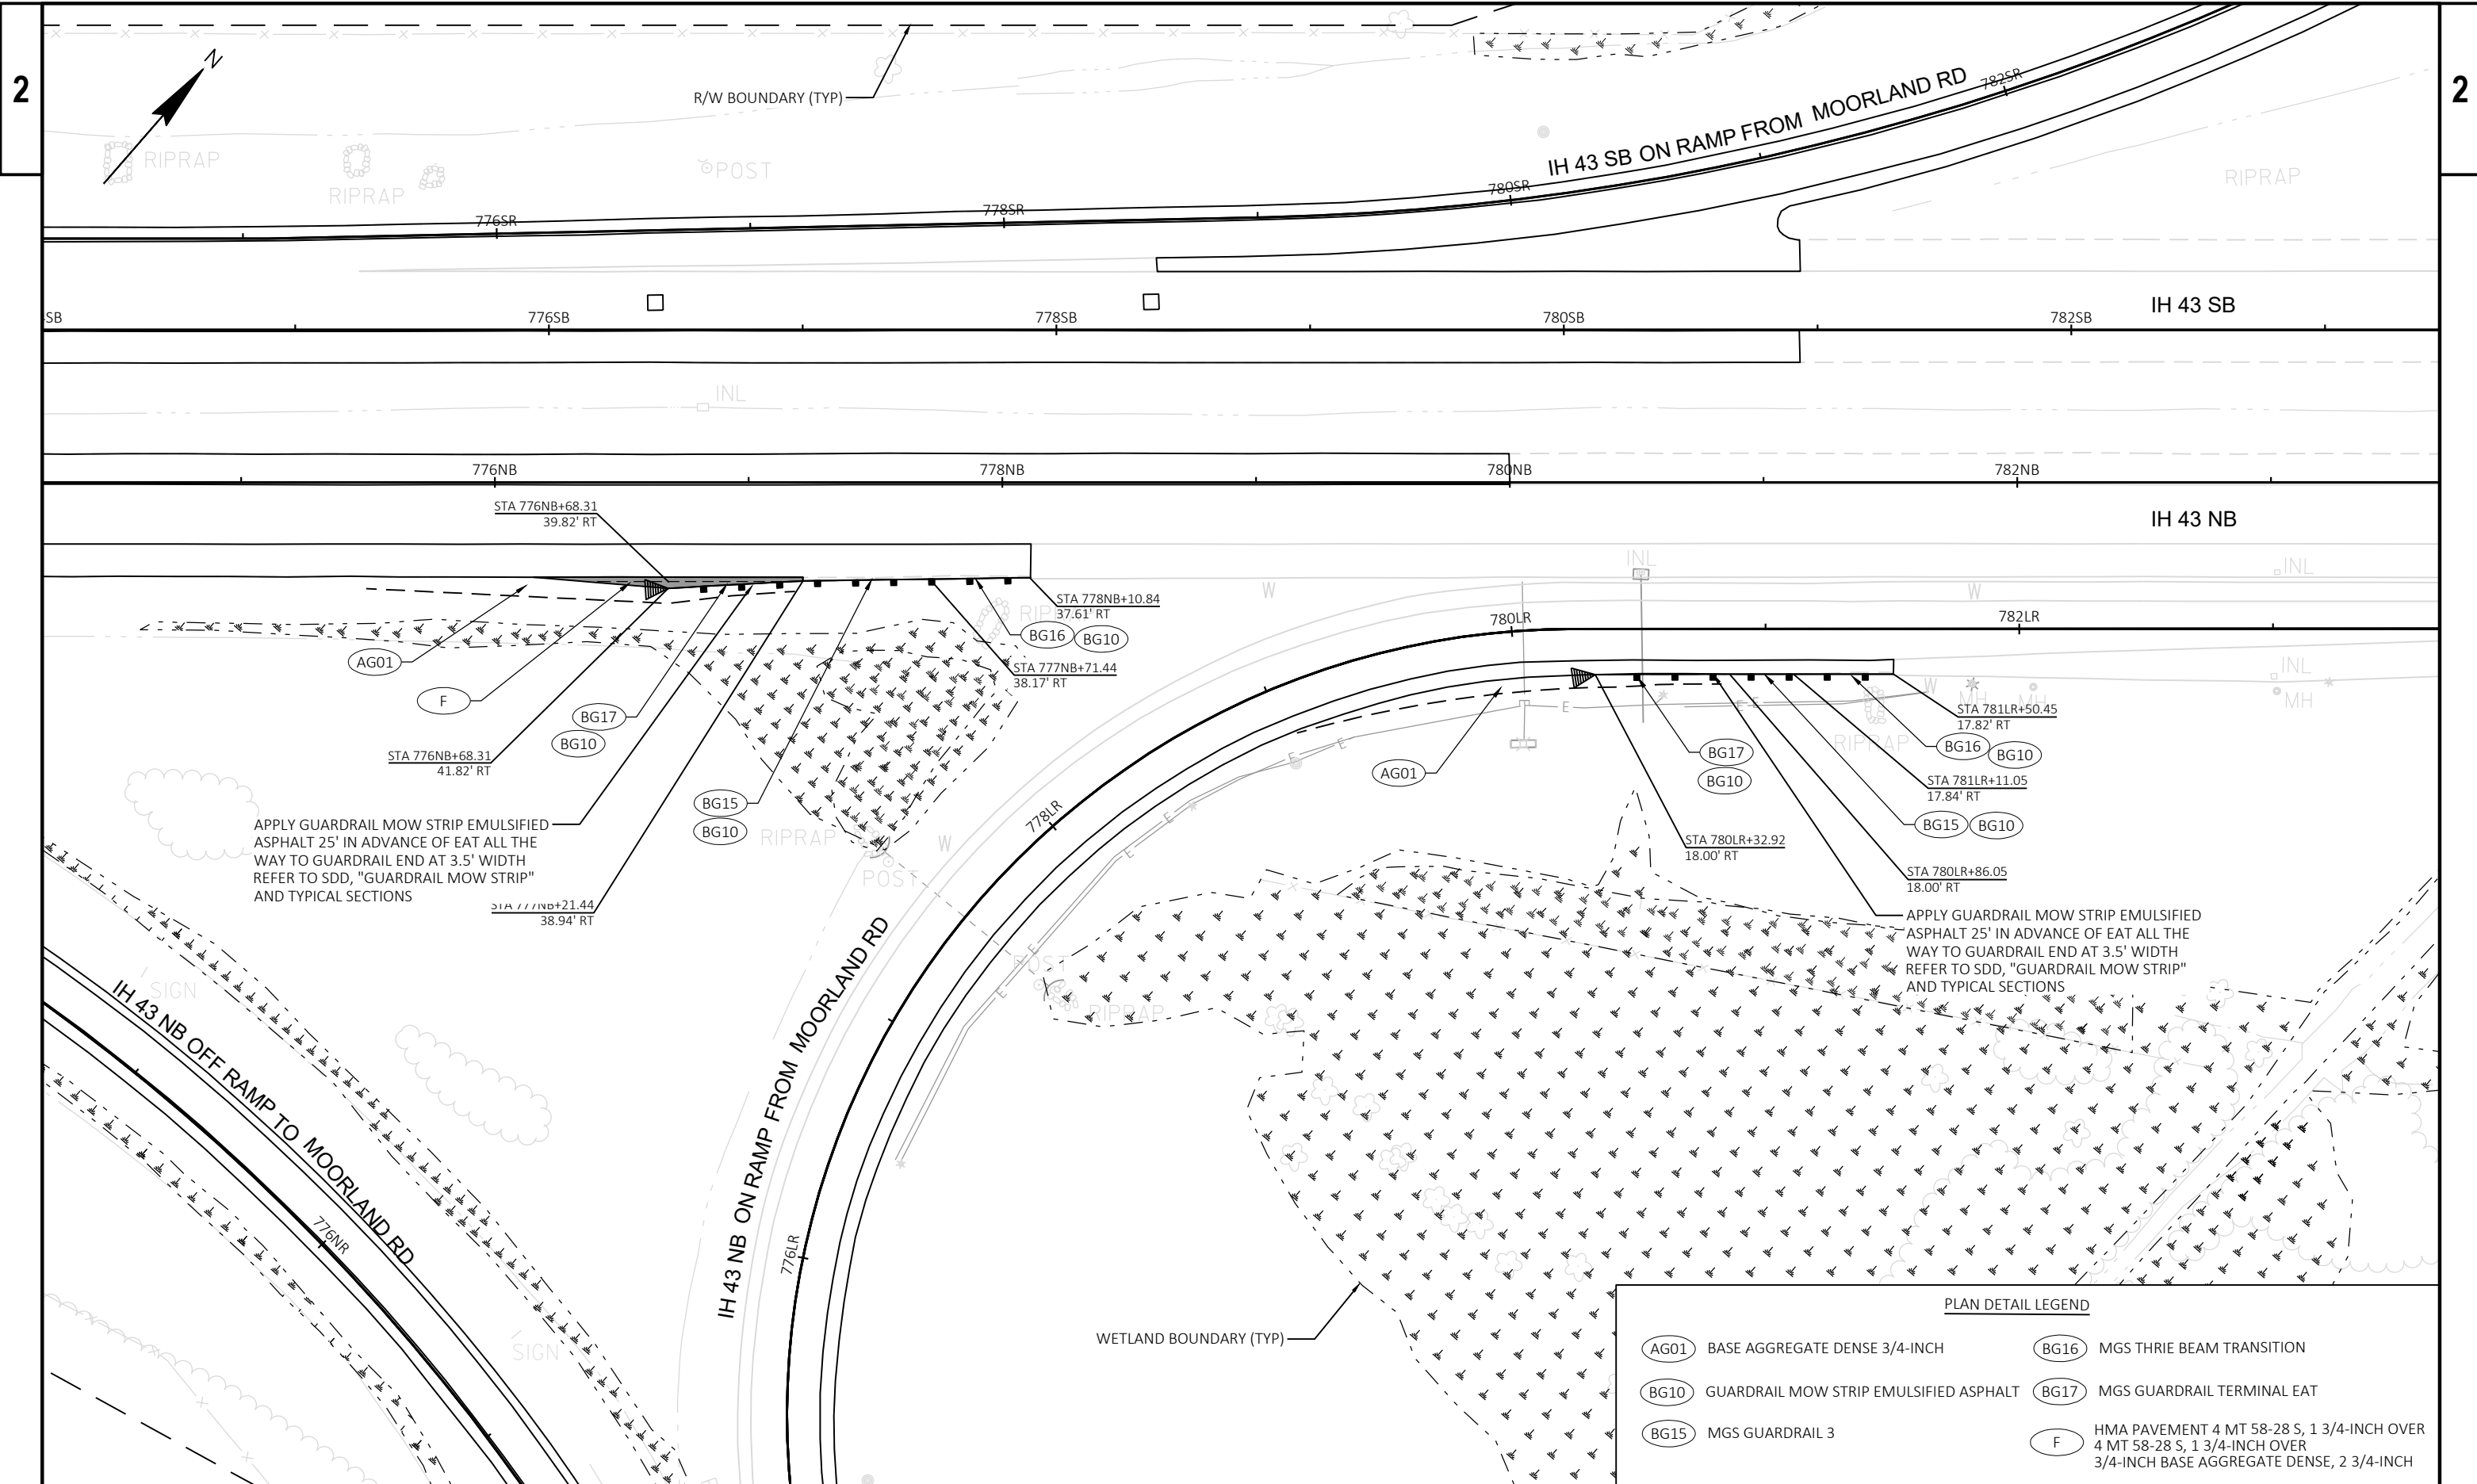 2
2
N
R/W BOUNDARY (TYP)
RIPRAP
RIPRAP
POST
RIPRAP
IH 43 SB ON RAMP FROM MOORLAND RD
776SR
778SR
780SR
782SR
SB
776SB
778SB
780SB
782SB
IH 43 SB
INL
776NB
778NB
780NB
782NB
IH 43 NB
STA 776NB+68.31
39.82' RT
INL
INL
W
W
RIPRAP
STA 778NB+10.84
37.61' RT
BG16
BG10
STA 777NB+71.44
38.17' RT
780LR
782LR
AG01
F
BG17
BG10
STA 776NB+68.31
41.82' RT
BG15
BG10
APPLY GUARDRAIL MOW STRIP EMULSIFIED
ASPHALT 25' IN ADVANCE OF EAT ALL THE
WAY TO GUARDRAIL END AT 3.5' WIDTH
REFER TO SDD, "GUARDRAIL MOW STRIP"
AND TYPICAL SECTIONS
STA 777NB+21.44
38.94' RT
RIPRAP
W
POST
778LR
POST
RIPRAP
E
E
E
E
E
E
E
E
E
W
INL
MH
MH
MH
RIPRAP
AG01
BG17
BG10
STA 781LR+50.45
17.82' RT
BG16
BG10
STA 781LR+11.05
17.84' RT
BG15
BG10
STA 780LR+32.92
18.00' RT
STA 780LR+86.05
18.00' RT
APPLY GUARDRAIL MOW STRIP EMULSIFIED
ASPHALT 25' IN ADVANCE OF EAT ALL THE
WAY TO GUARDRAIL END AT 3.5' WIDTH
REFER TO SDD, "GUARDRAIL MOW STRIP"
AND TYPICAL SECTIONS
SIGN
IH 43 NB OFF RAMP TO MOORLAND RD
776NR
SIGN
IH 43 NB ON RAMP FROM MOORLAND RD
776LR
WETLAND BOUNDARY (TYP)
PLAN DETAIL LEGEND
AG01 BASE AGGREGATE DENSE 3/4-INCH
BG10 GUARDRAIL MOW STRIP EMULSIFIED ASPHALT
BG15 MGS GUARDRAIL 3
BG16 MGS THRIE BEAM TRANSITION
BG17 MGS GUARDRAIL TERMINAL EAT
F HMA PAVEMENT 4 MT 58-28 S, 1 3/4-INCH OVER
4 MT 58-28 S, 1 3/4-INCH OVER
3/4-INCH BASE AGGREGATE DENSE, 2 3/4-INCH